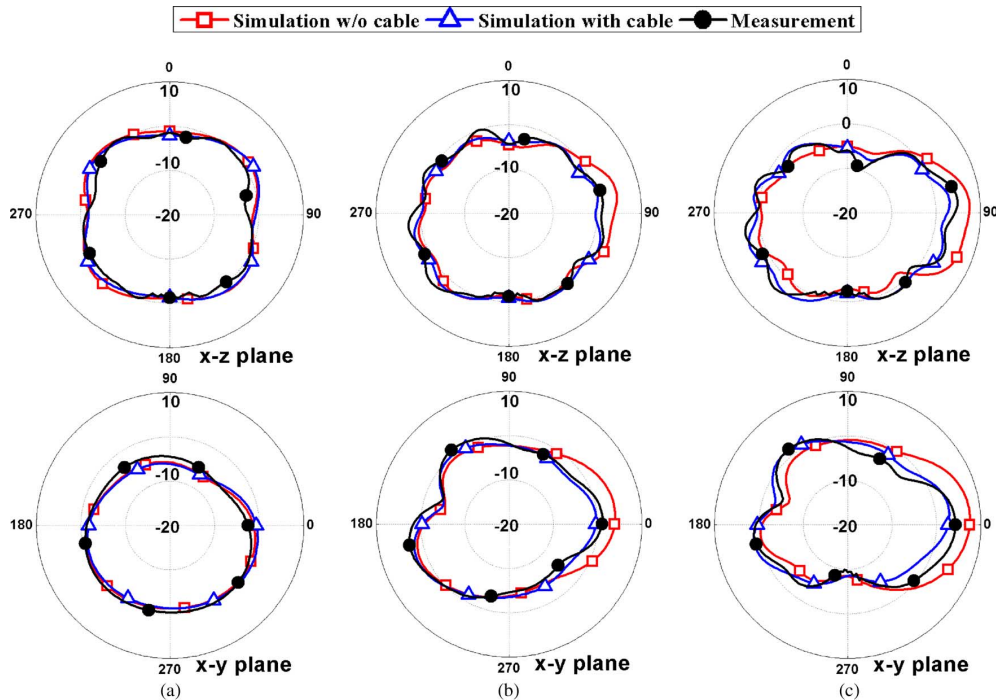 Simulation w/o cable Simulation with cable Measurement
0 0 0
10 10 10
0
-10 -10 -10
270 -20 90 270 -20 90 270 -20 90
180 180 180
x-z plane x-z plane x-z plane
90 90 90
10 10 10
-10 -10 -10
180 -20 0 180 -20 0 180 -20 0
270 270 270
x-y plane x-y plane x-y plane
(a) (b) (c)